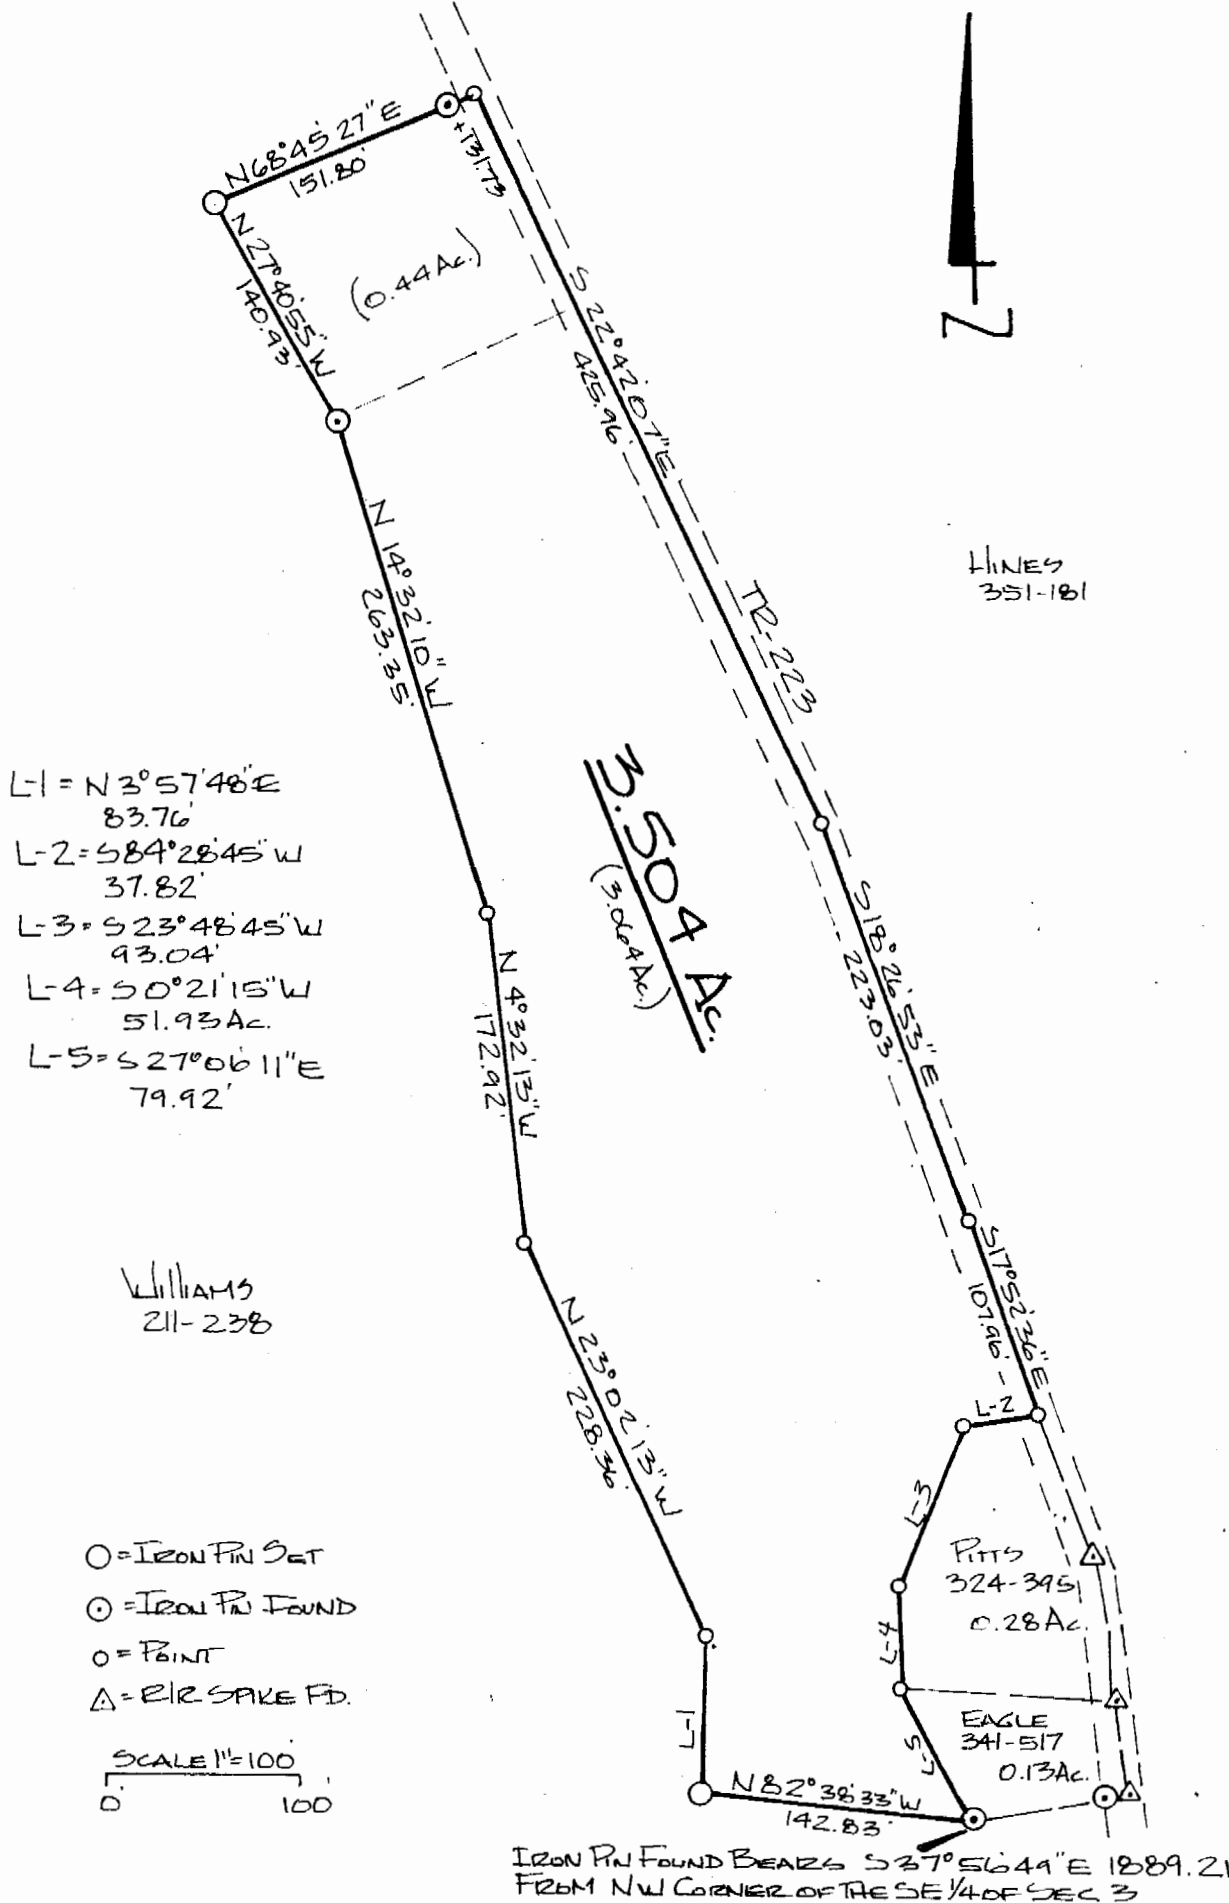 N68°45'27"E
151.80'
+131.73
N 27°40'55"W
140.93'
(0.44Ac.)
S 22°42'07"E
425.96'
Z
HINES
351-181
N 14°32'10"W
263.35'
TR-223
3.504 Ac.
(3.064Ac.)
L-1 = N 3°57'48"E
83.76'
L-2=S84°28'45"W
37.82'
L-3=S23°48'45"W
93.04'
L-4=S0°21'15"W
51.93Ac.
L-5=S27°06'11"E
79.92'
S18°26'53"E
223.03'
N 4°32'13"W
172.92'
WILLIAMS
211-238
S17°52'36"E
107.96'
N 23°02'13"W
228.36'
L-2
L-3
PITTS
324-395
0.28Ac.
L-4
EAGLE
341-517
0.13Ac.
L-5
L-1
N82°38'33"W
142.83'
=IRON PIN SET
=IRON PIN FOUND
=POINT
=R/R SPIKE FD.
SCALE 1"=100'
0' 100'
IRON PIN FOUND BEARS S37°56'49"E 1889.21
FROM NW CORNER OF THE SE 1/4 OF SEC 3